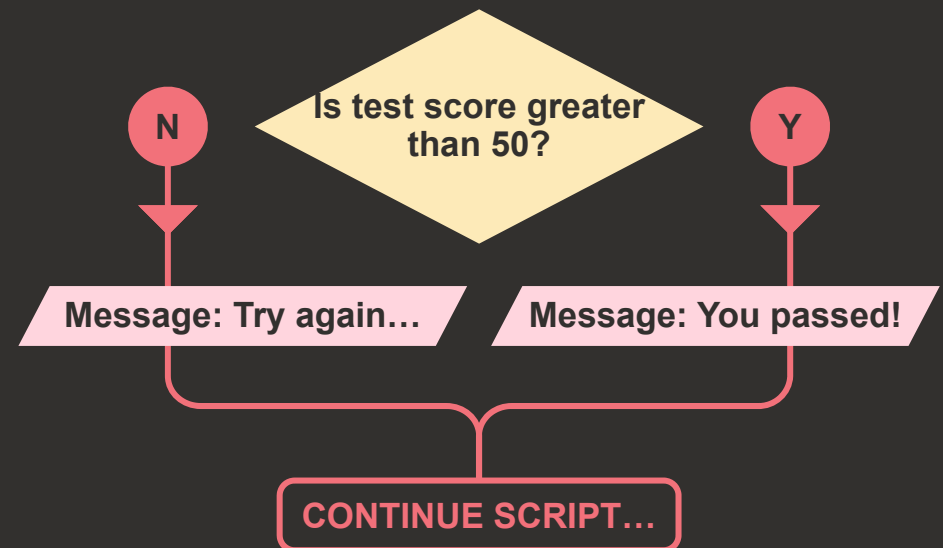 Is test score greater
than 50?
N
Y
Message: Try again…
Message: You passed!
CONTINUE SCRIPT…